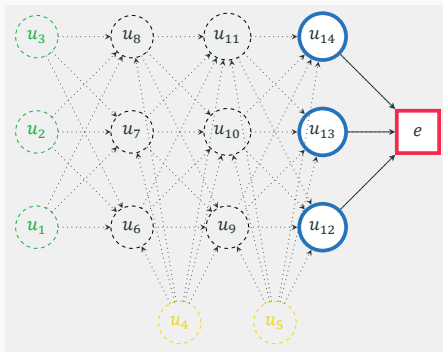 u₃ u₈ u₁₁ u₁₄
u₂ u₇ u₁₀ u₁₃ e
u₁ u₆ u₉ u₁₂
u₄ u₅